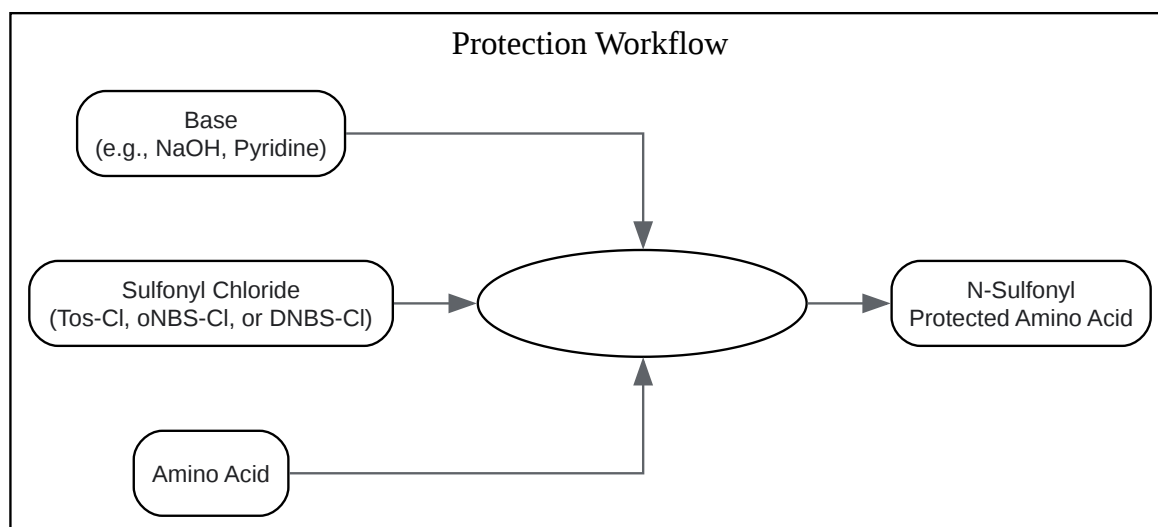 Protection Workflow
Base
(e.g., NaOH, Pyridine)
Sulfonyl Chloride
(Tos-Cl, oNBS-Cl, or DNBS-Cl)
N-Sulfonyl
Protected Amino Acid
Amino Acid